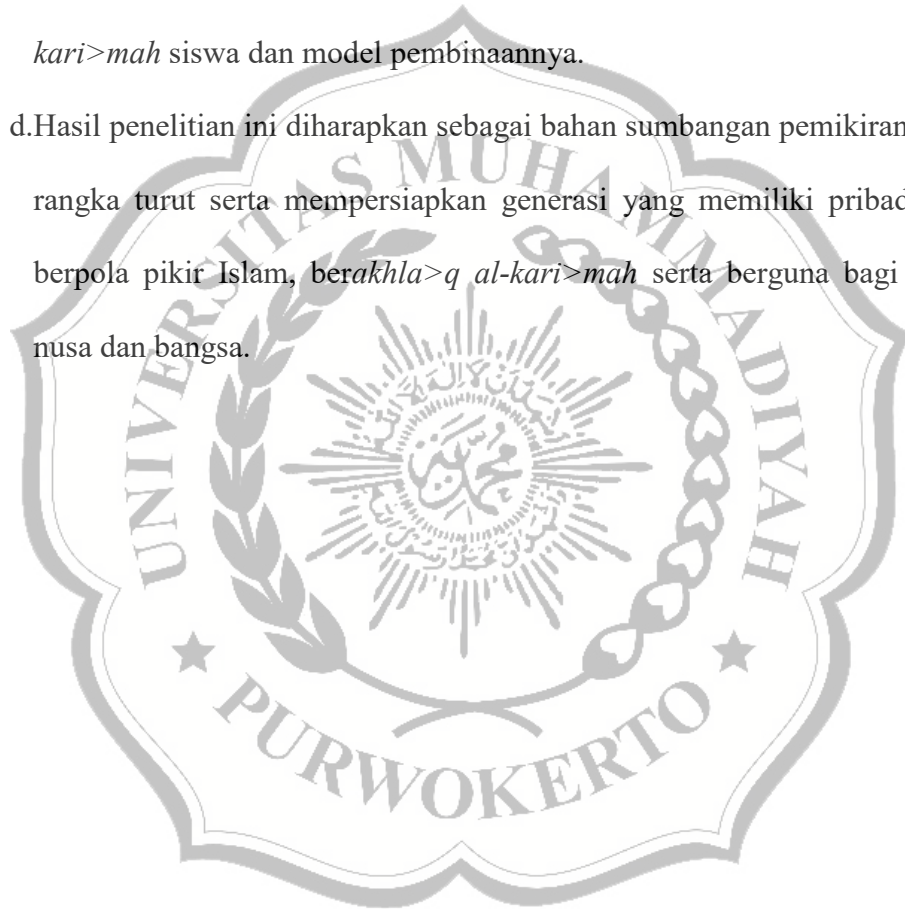 kari>mah siswa dan model pembinaannya.
d.Hasil penelitian ini diharapkan sebagai bahan sumbangan pemikiran
rangka turut serta mempersiapkan generasi yang memiliki pribad
berpola pikir Islam, berakhla>q al-kari>mah serta berguna bagi
nusa dan bangsa.
UNIVERSITAS MUHAMMADIYAH
PURWOKERTO
محمد